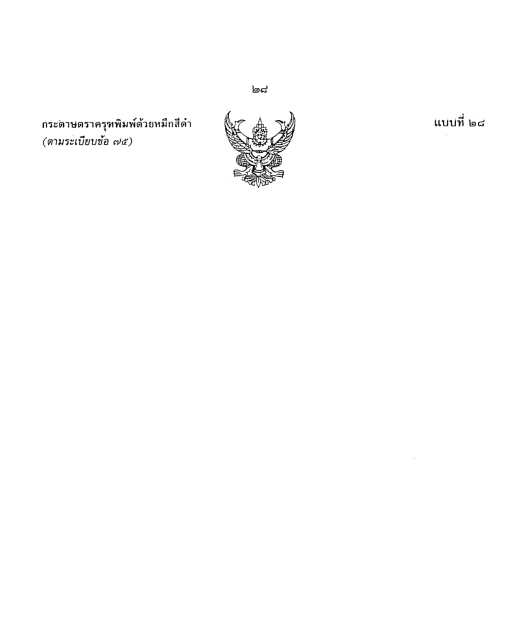 ๒๘
กระดาษตราครุฑพิมพ์ด้วยหมึกสีดำ
แบบที่ ๒๘
(ตามระเบียบข้อ ๗๕)